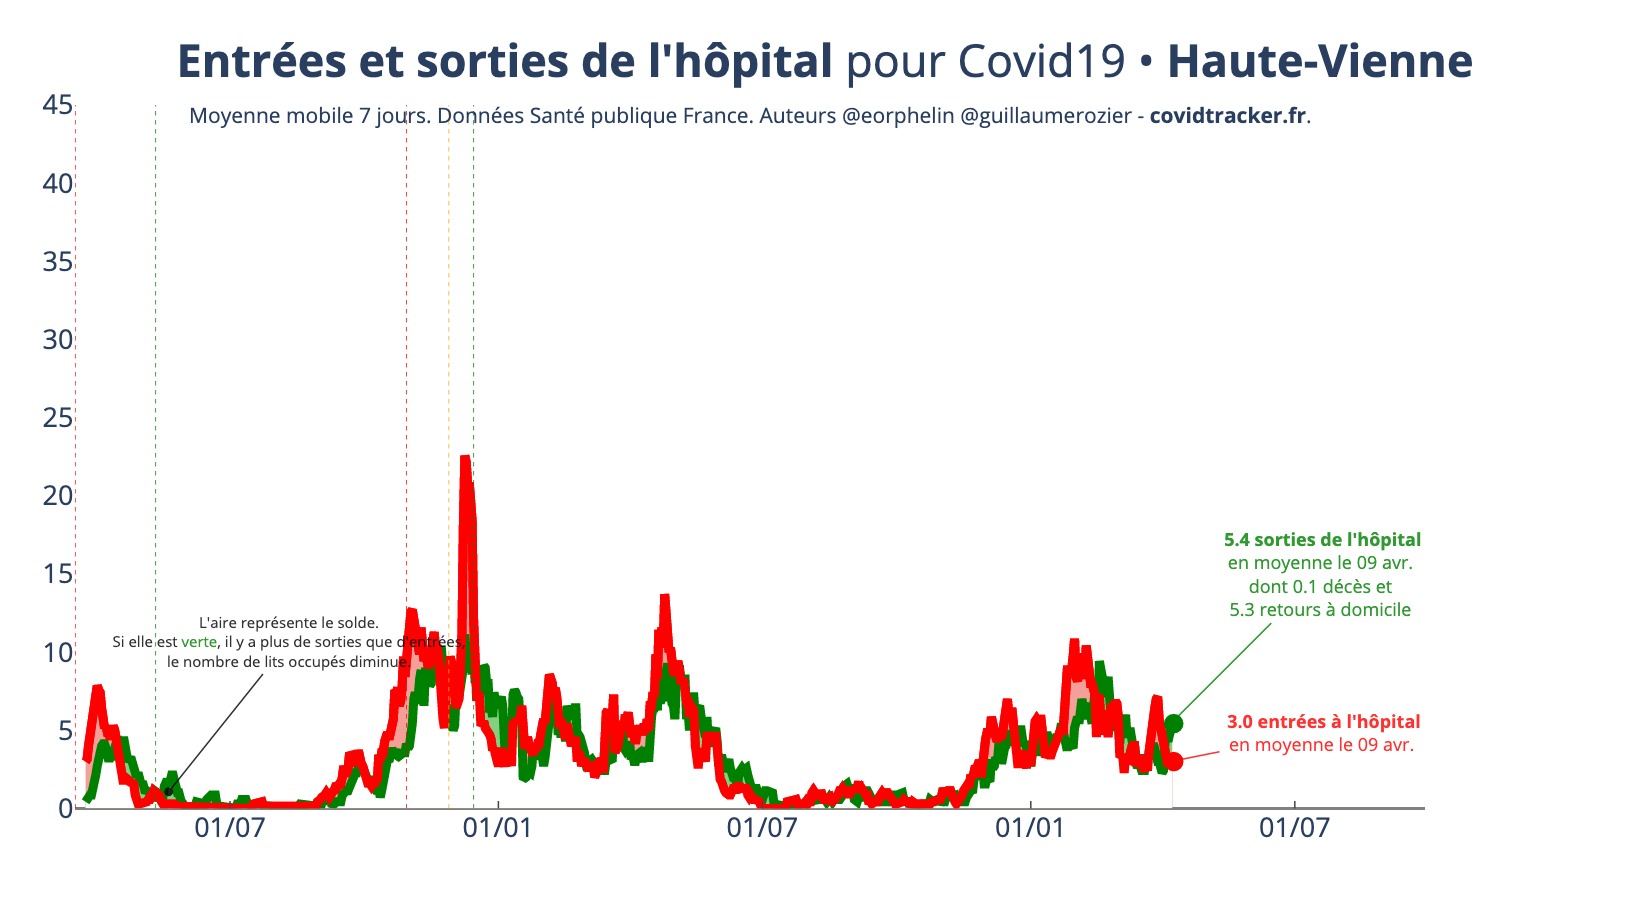 Entrées et sorties de l'hôpital pour Covid19 • Haute-Vienne
Moyenne mobile 7 jours. Données Santé publique France. Auteurs @eorphelin @guillaumerozier - covidtracker.fr.
45
40
35
30
25
20
15
10
5
0
L'aire représente le solde.
Si elle est verte, il y a plus de sorties que d'entrées,
le nombre de lits occupés diminue.
5.4 sorties de l'hôpital
en moyenne le 09 avr.
dont 0.1 décès et
5.3 retours à domicile
3.0 entrées à l'hôpital
en moyenne le 09 avr.
01/07
01/01
01/07
01/01
01/07